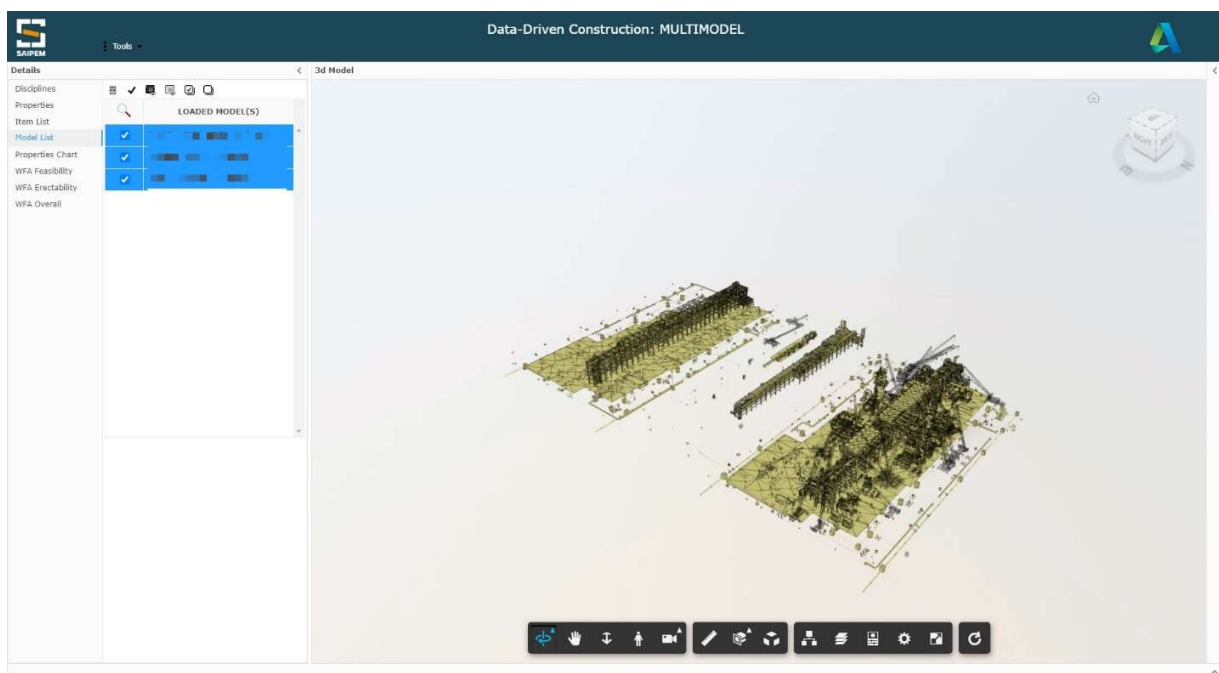 Data-Driven Construction: MULTIMODEL
SAIPEM
Tools
Details
3d Model
Disciplines
Properties
Item List
Model List
Properties Chart
WFA Feasibility
WFA Erectability
WFA Overall
LOADED MODEL(S)
RIGHT